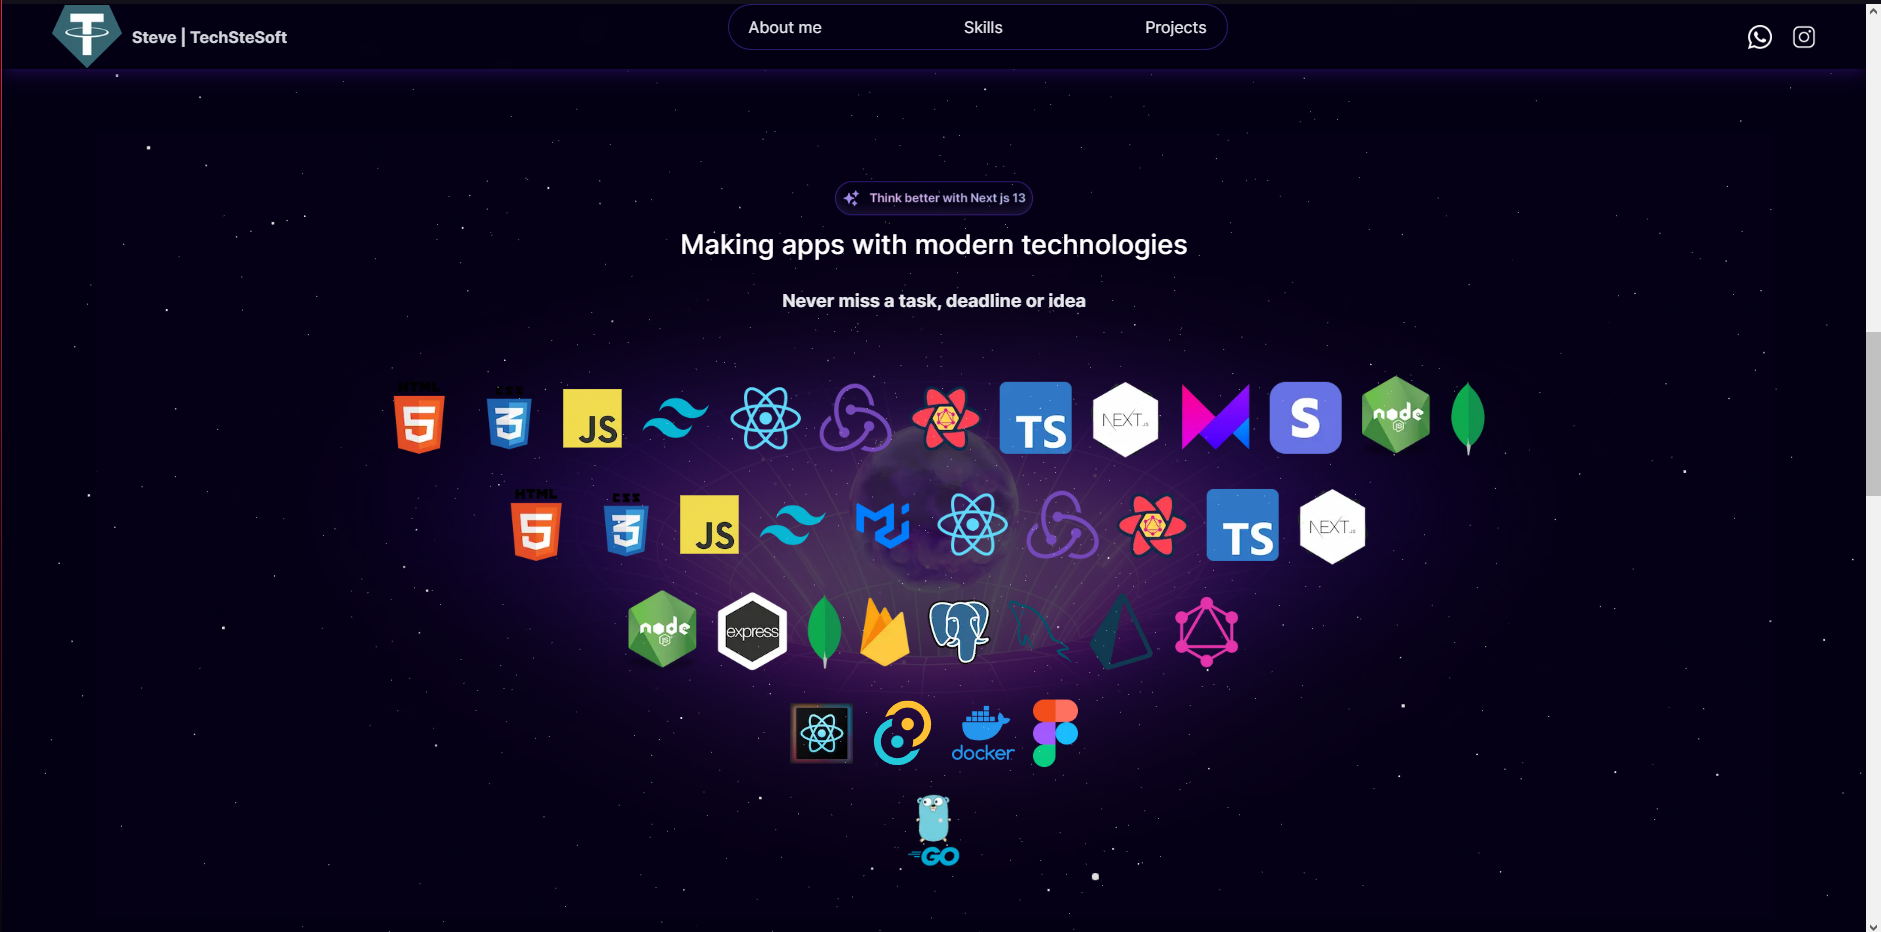 T
Steve | TechSteSoft
About me
Skills
Projects
Think better with Next js 13
Making apps with modern technologies
Never miss a task, deadline or idea
HTML
5
CSS
3
JS
TS
NEXT.JS
S
node
JS
HTML
5
CSS
3
JS
TS
NEXT.JS
node
JS
express
docker
GO